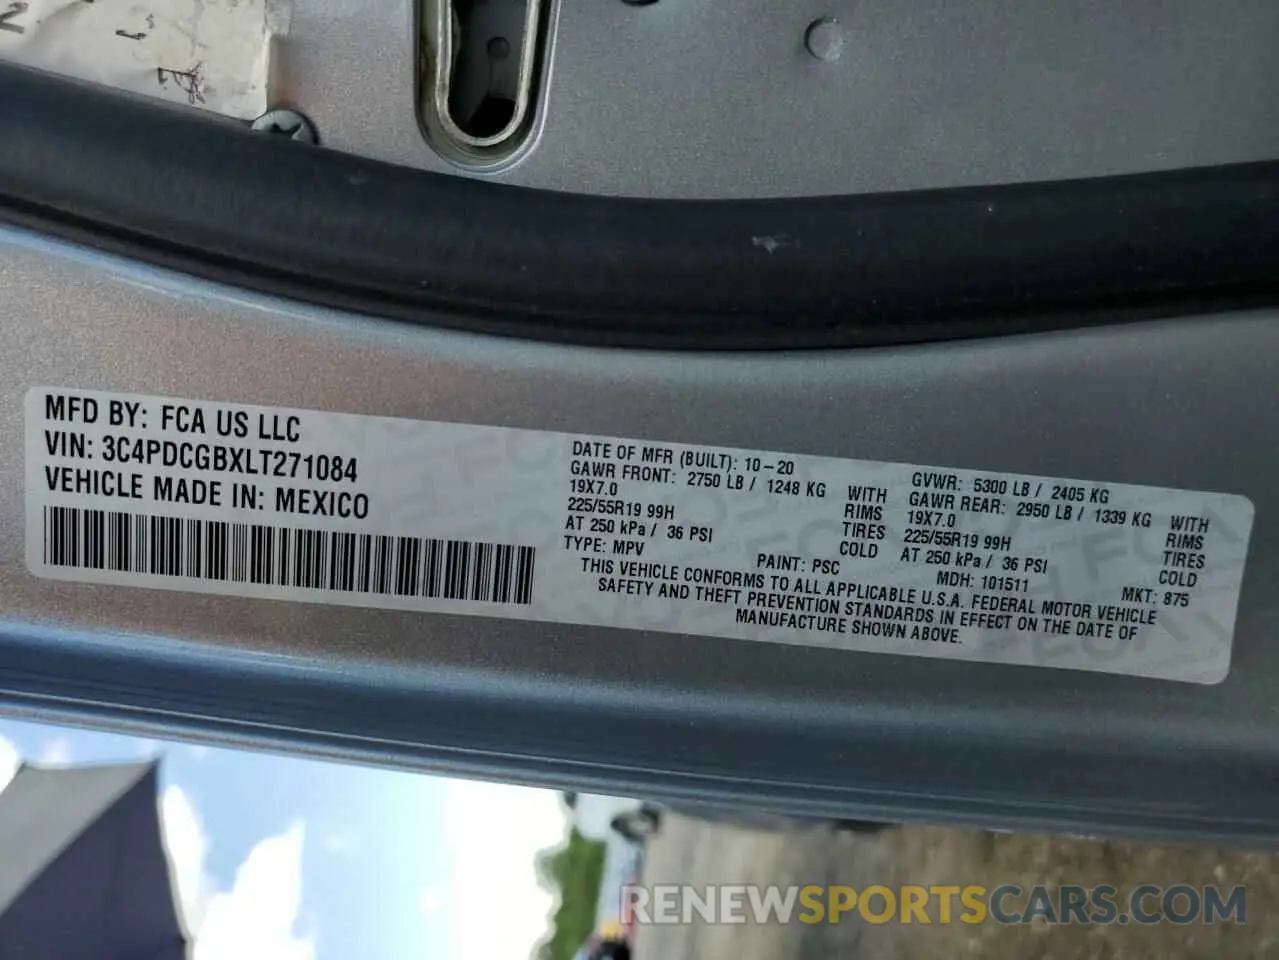 MFD BY: FCA US LLC
VIN: 3C4PDCGBXLT271084
VEHICLE MADE IN: MEXICO
DATE OF MFR (BUILT): 10-20
GAWR FRONT: 2750 LB / 1248 KG WITH
19X7.0 RIMS
225/55R19 99H TIRES
AT 250 kPa / 36 PSI COLD
TYPE: MPV
GVWR: 5300 LB / 2405 KG
GAWR REAR: 2950 LB / 1339 KG WITH
19X7.0 RIMS
225/55R19 99H TIRES
AT 250 kPa / 36 PSI COLD
PAINT: PSC MDH: 101511 MKT: 875
THIS VEHICLE CONFORMS TO ALL APPLICABLE U.S.A. FEDERAL MOTOR VEHICLE
SAFETY AND THEFT PREVENTION STANDARDS IN EFFECT ON THE DATE OF
MANUFACTURE SHOWN ABOVE.
RENEWSPORTSCARS.COM